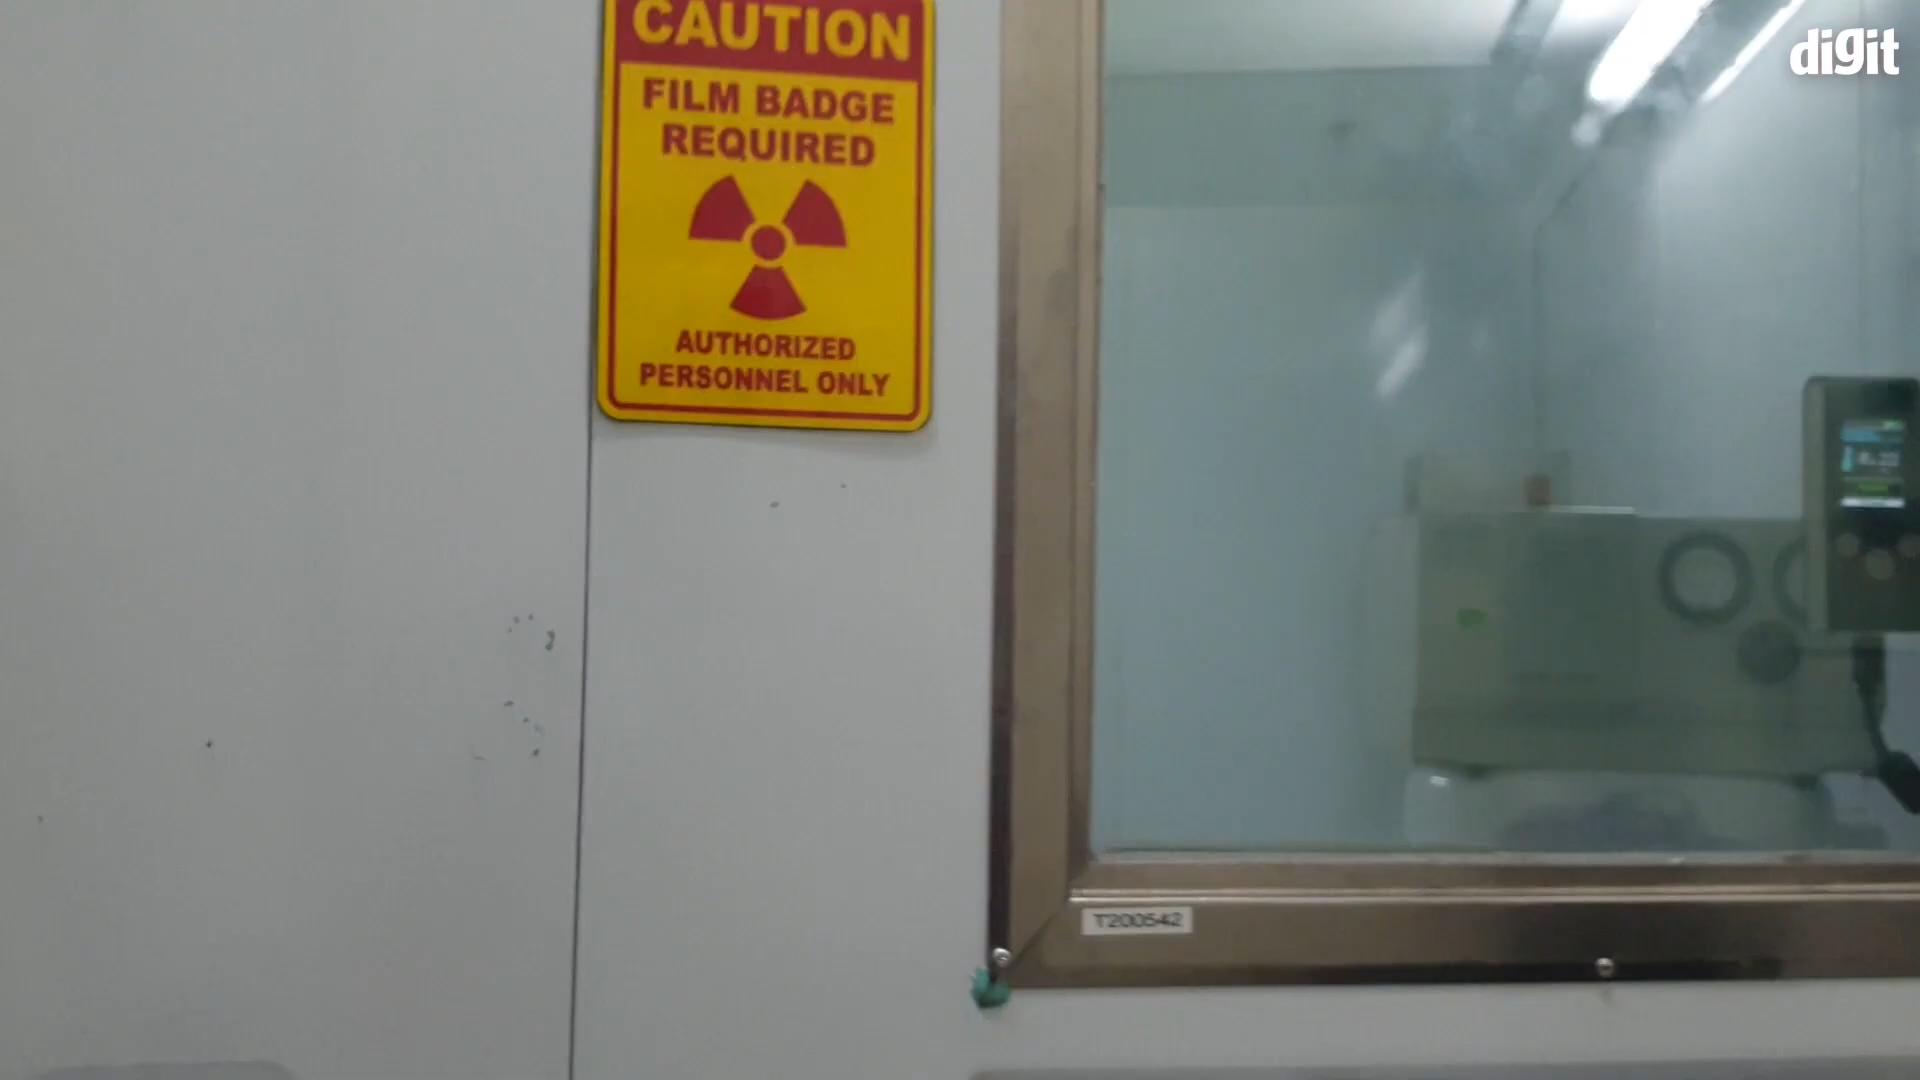 CAUTION
FILM BADGE
REQUIRED
AUTHORIZED
PERSONNEL ONLY
digit
T200542